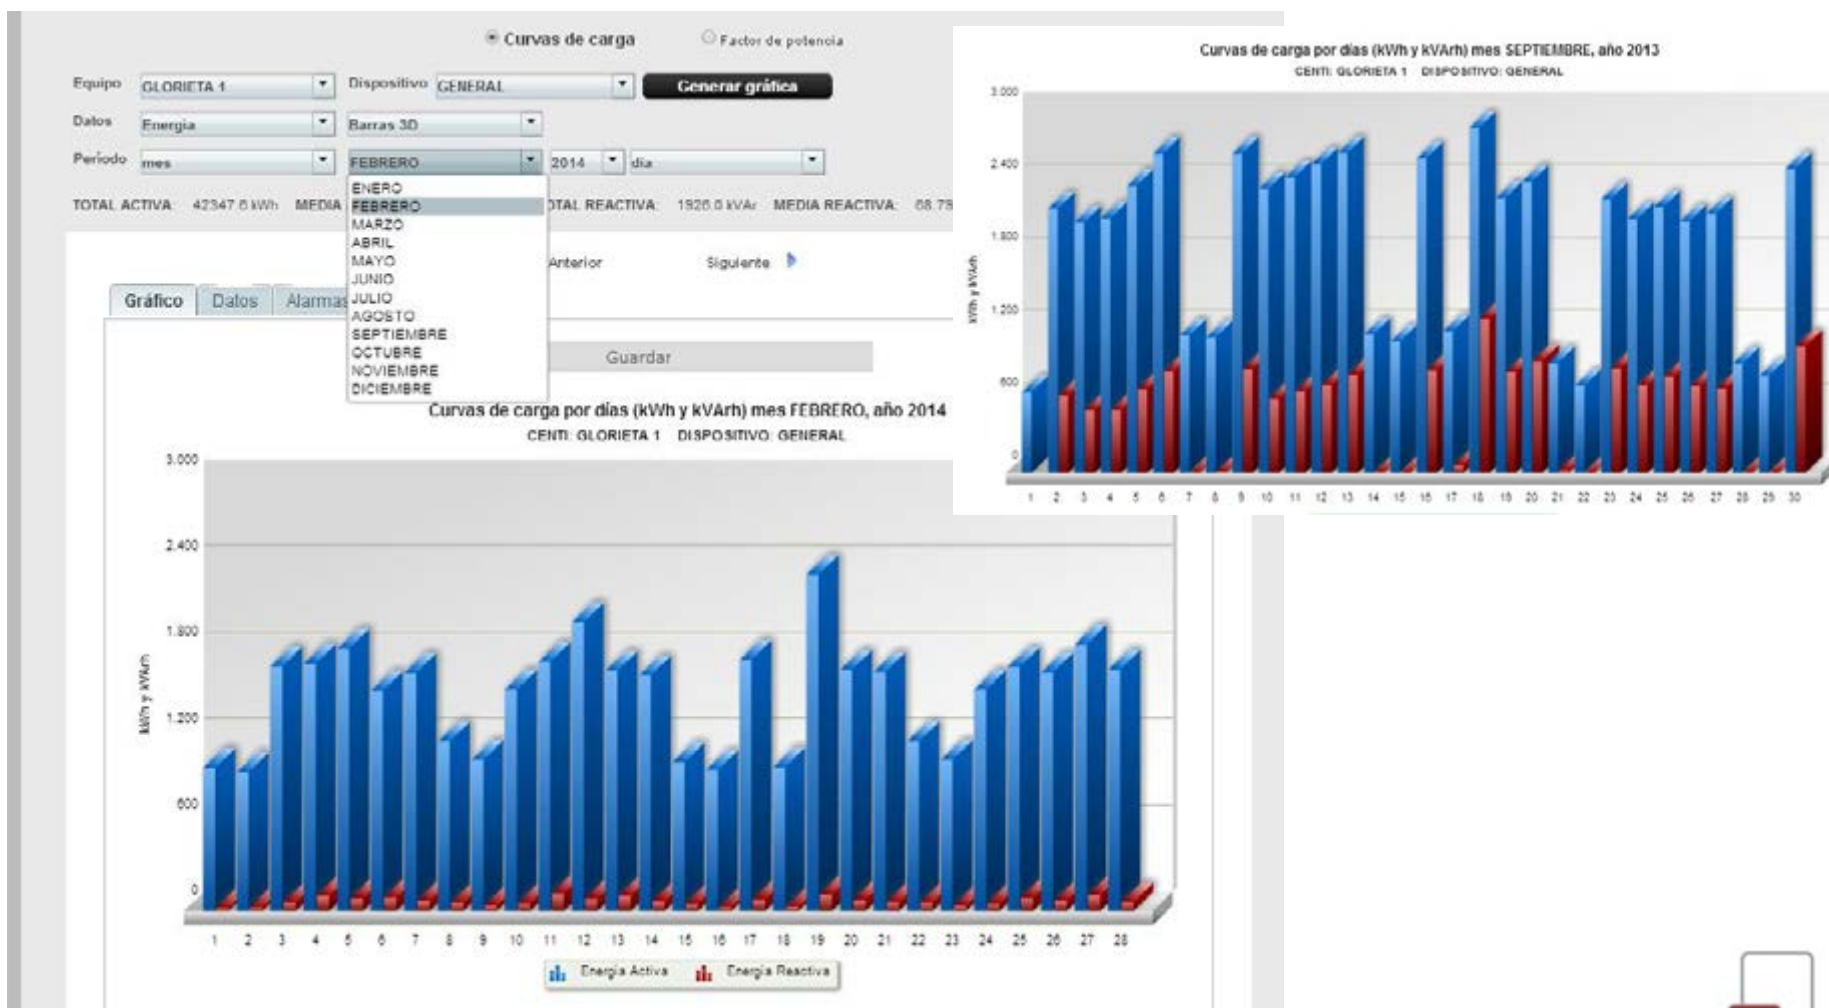 Curvas de carga Factor de potencia
Equipo GLORIETA 1 Dispositivo GENERAL Generar gráfica
Datos Energía Barras 3D
Período mes FEBRERO 2014 día
ENERO
FEBRERO
MARZO
ABRIL
MAYO
JUNIO
JULIO
AGOSTO
SEPTIEMBRE
OCTUBRE
NOVIEMBRE
DICIEMBRE
TOTAL ACTIVA: 42347.6 kWh MEDIA OTAL REACTIVA: 1926.0 kVAr MEDIA REACTIVA: 68.78
Anterior Siguiente
Gráfico Datos Alarmas
Guardar
Curvas de carga por días (kWh y kVArh) mes FEBRERO, año 2014
CENTI: GLORIETA 1 DISPOSITIVO: GENERAL
3.000
2.400
1.800
1.200
600
0
kWh y kVArh
1 2 3 4 5 6 7 8 9 10 11 12 13 14 15 16 17 18 19 20 21 22 23 24 25 26 27 28
Energía Activa Energía Reactiva
Curvas de carga por días (kWh y kVArh) mes SEPTIEMBRE, año 2013
CENTI: GLORIETA 1 DISPOSITIVO: GENERAL
3.000
2.400
1.800
1.200
600
0
kWh y kVArh
1 2 3 4 5 6 7 8 9 10 11 12 13 14 15 16 17 18 19 20 21 22 23 24 25 26 27 28 29 30